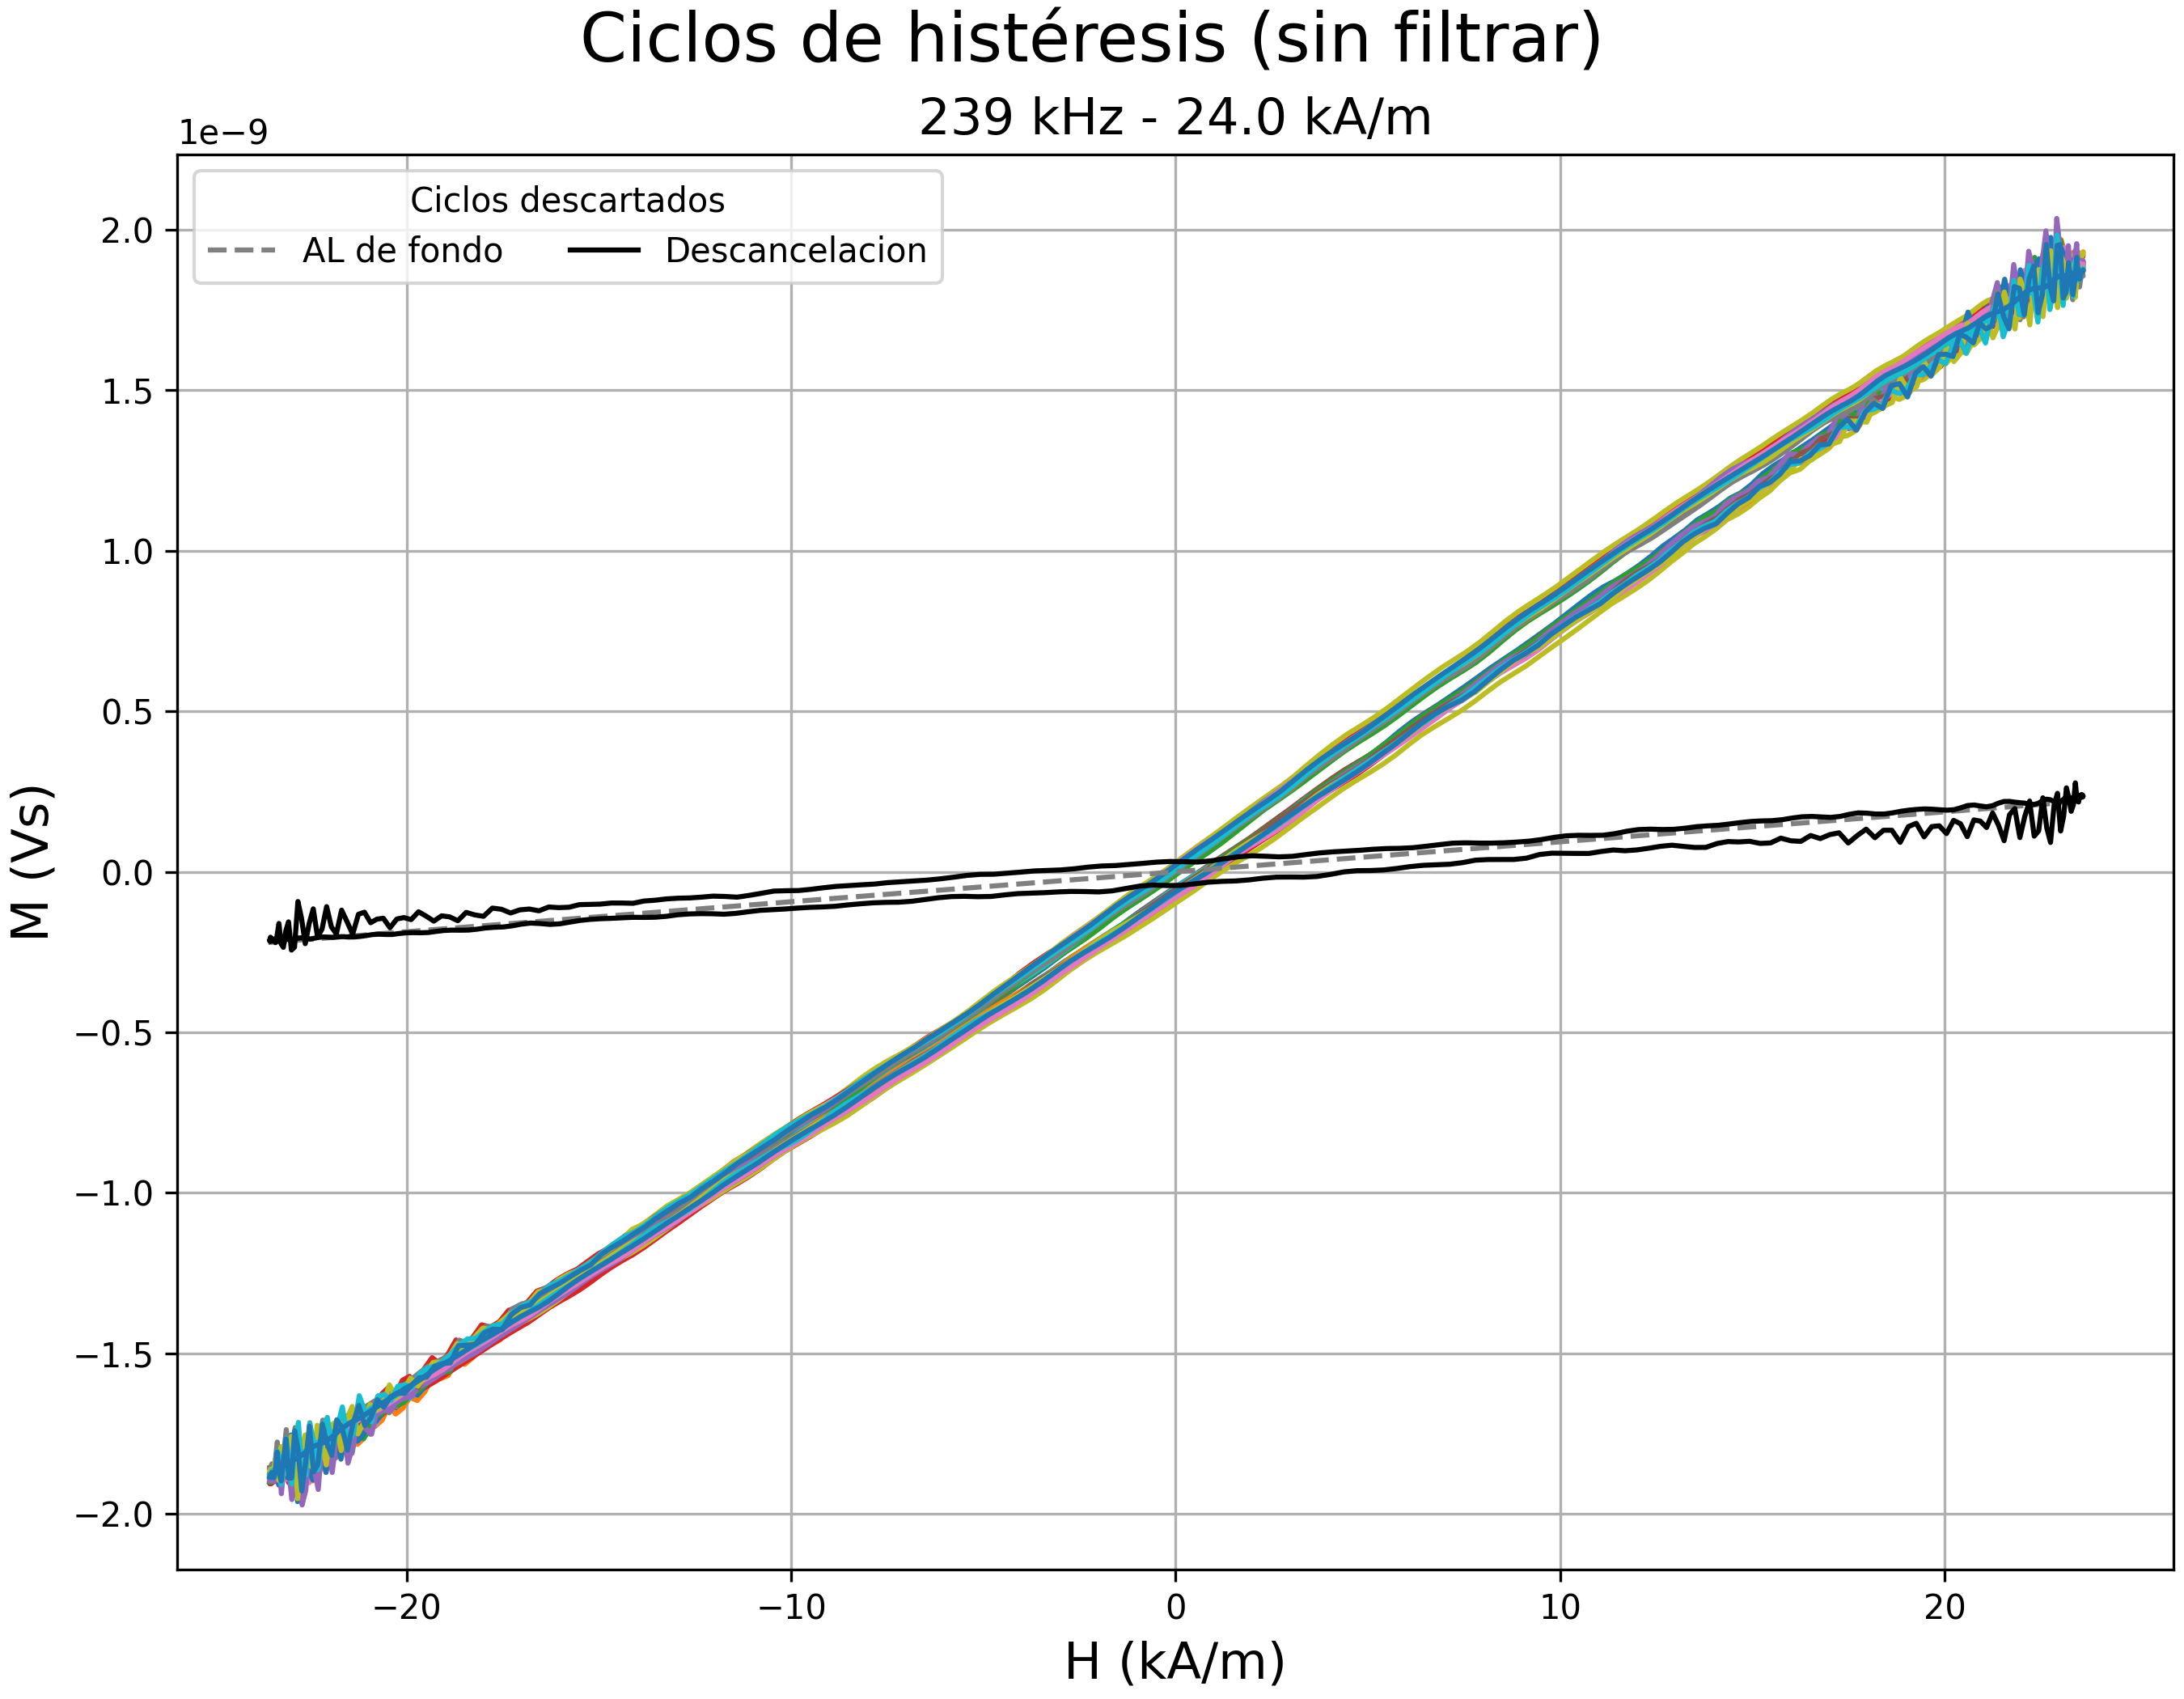 Ciclos de histéresis (sin filtrar)
239 kHz - 24.0 kA/m
1e−9
Ciclos descartados
AL de fondo
Descancelacion
2.0
1.5
1.0
0.5
0.0
−0.5
−1.0
−1.5
−2.0
M (Vs)
−20
−10
0
10
20
H (kA/m)